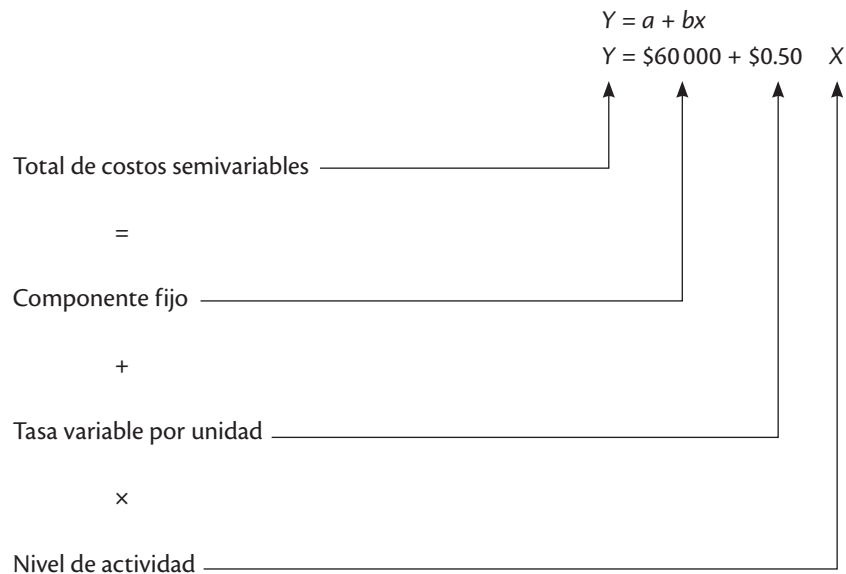 Y = a + bx
Y = $60 000 + $0.50 X
Total de costos semivariables
=
Componente fijo
+
Tasa variable por unidad
×
Nivel de actividad